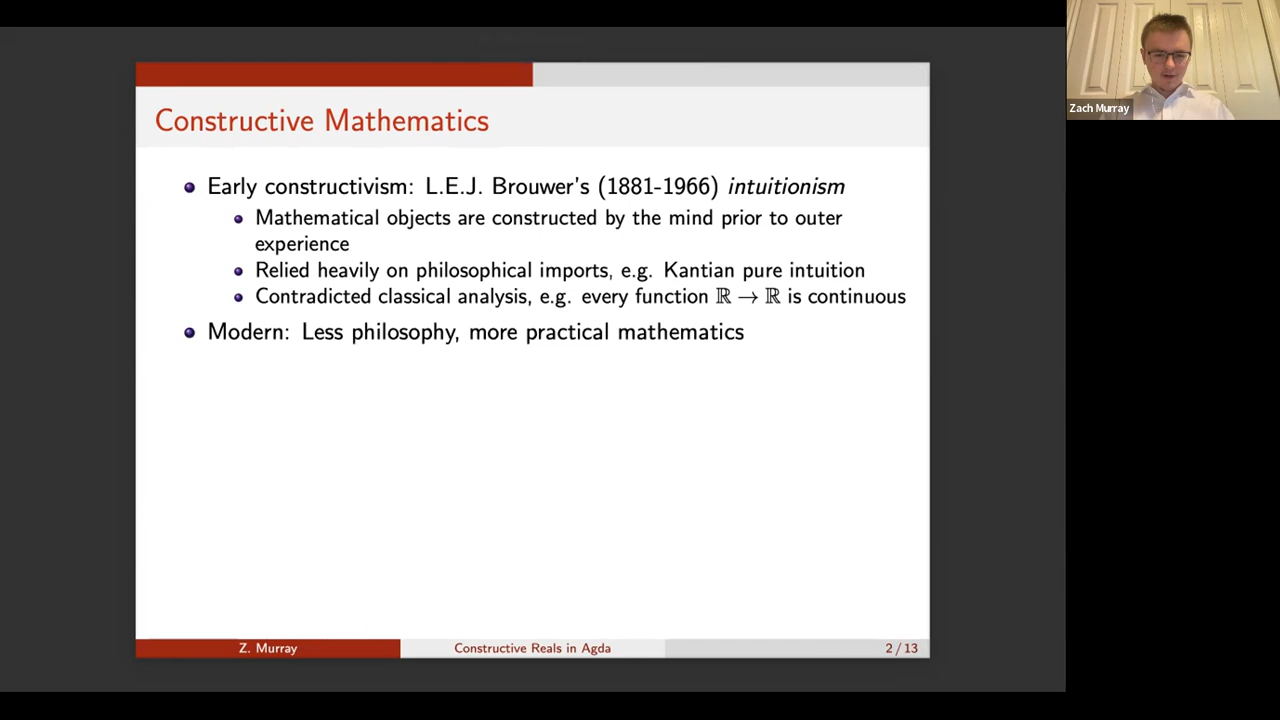 Zach Murray
Constructive Mathematics
Early constructivism: L.E.J. Brouwer's (1881-1966) intuitionism
Mathematical objects are constructed by the mind prior to outer
experience
Relied heavily on philosophical imports, e.g. Kantian pure intuition
Contradicted classical analysis, e.g. every function ℝ → ℝ is continuous
Modern: Less philosophy, more practical mathematics
Z. Murray
Constructive Reals in Agda
2 / 13